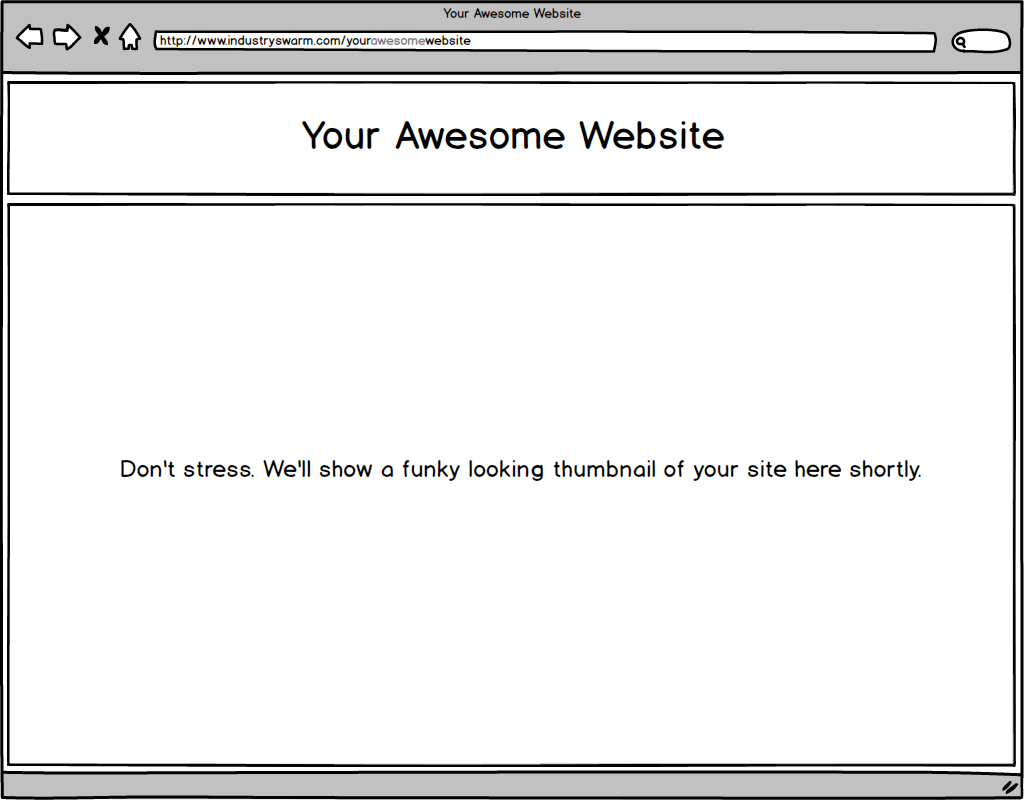 Your Awesome Website
http://www.industryswarm.com/yourawesomewebsite
Your Awesome Website
Don't stress. We'll show a funky looking thumbnail of your site here shortly.